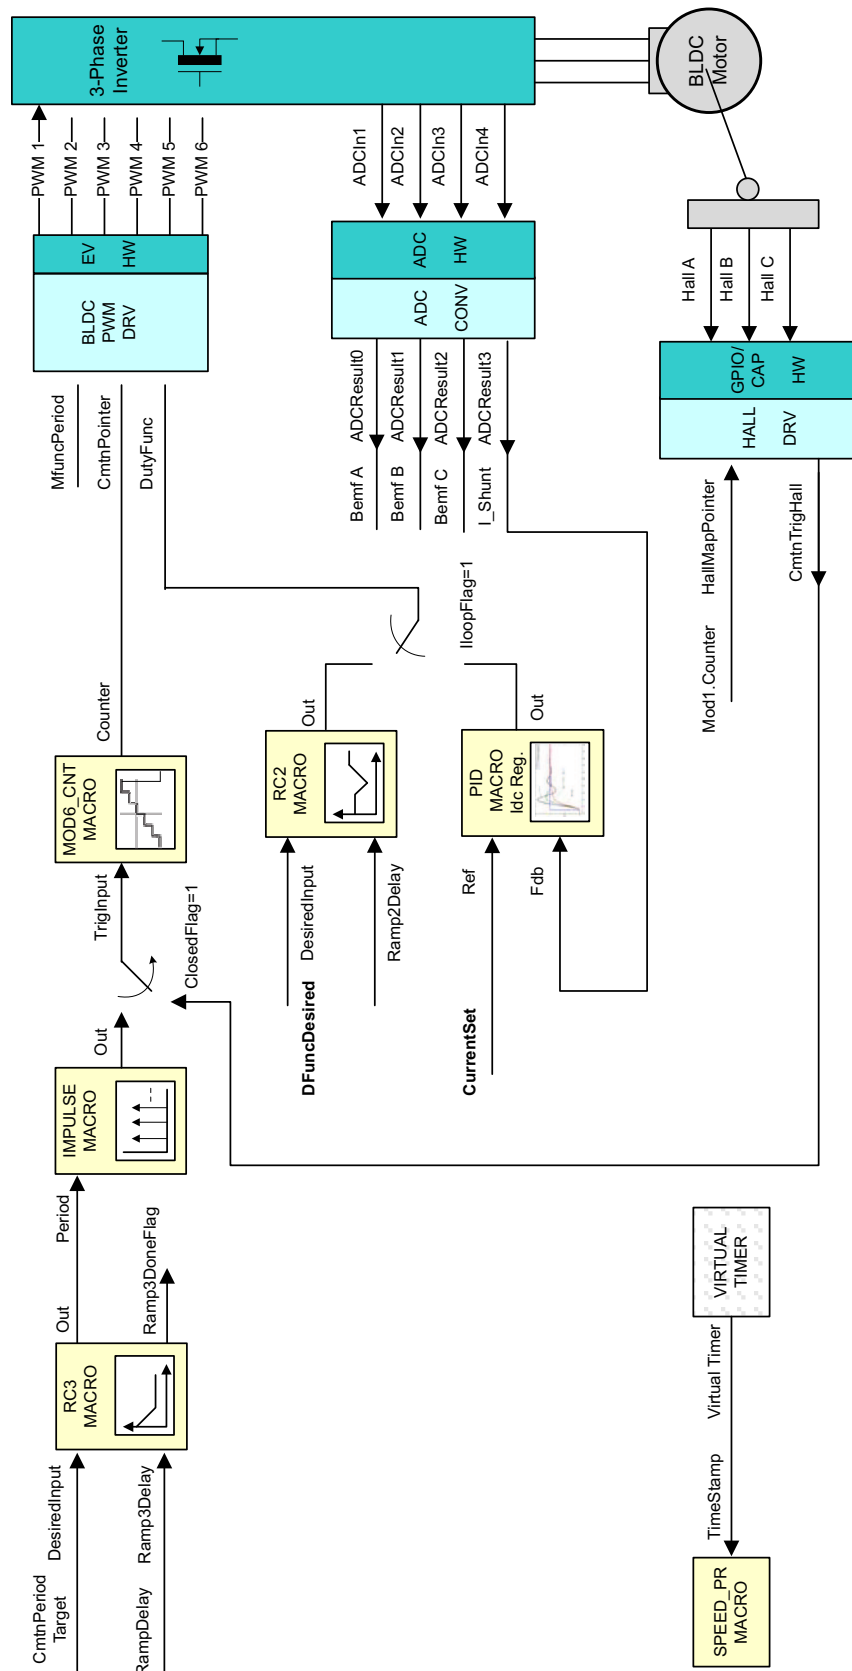 CmtnPeriod
Target
DesiredInput
RampDelay
Ramp3Delay
RC3
MACRO
Out
Period
Ramp3DoneFlag
IMPULSE
MACRO
Out
ClosedFlag=1
TrigInput
MOD6_CNT
MACRO
Counter
MfuncPeriod
CmtnPointer
DutyFunc
BLDC
PWM
DRV
EV
HW
PWM 1
PWM 2
PWM 3
PWM 4
PWM 5
PWM 6
3-Phase
Inverter
DFuncDesired
DesiredInput
Ramp2Delay
RC2
MACRO
Out
IloopFlag=1
CurrentSet
Ref
Fdb
PID
MACRO
Idc Reg.
Out
Bemf A
Bemf B
Bemf C
I_Shunt
ADCResult0
ADCResult1
ADCResult2
ADCResult3
ADC
CONV
ADC
HW
ADCIn1
ADCIn2
ADCIn3
ADCIn4
BLDC
Motor
Hall A
Hall B
Hall C
GPIO/
CAP
HW
HALL
DRV
HallMapPointer
Mod1.Counter
CmtnTrigHall
SPEED_PR
MACRO
TimeStamp
Virtual Timer
VIRTUAL
TIMER